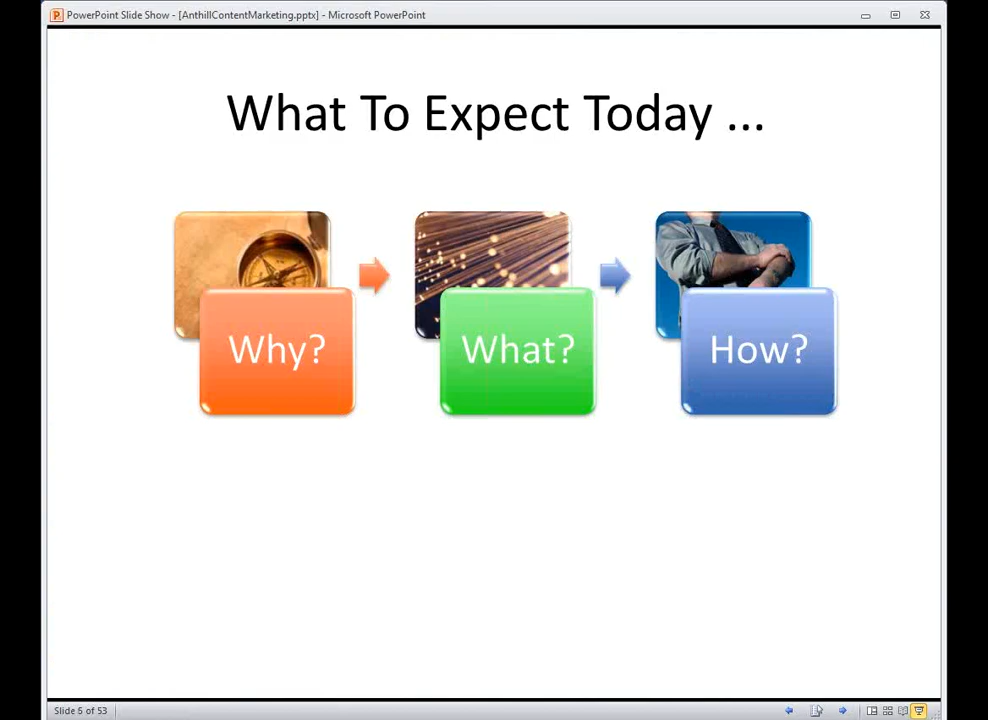 PowerPoint Slide Show - [AnthillContentMarketing.pptx] - Microsoft PowerPoint
What To Expect Today ...
Why?
What?
How?
Slide 5 of 53